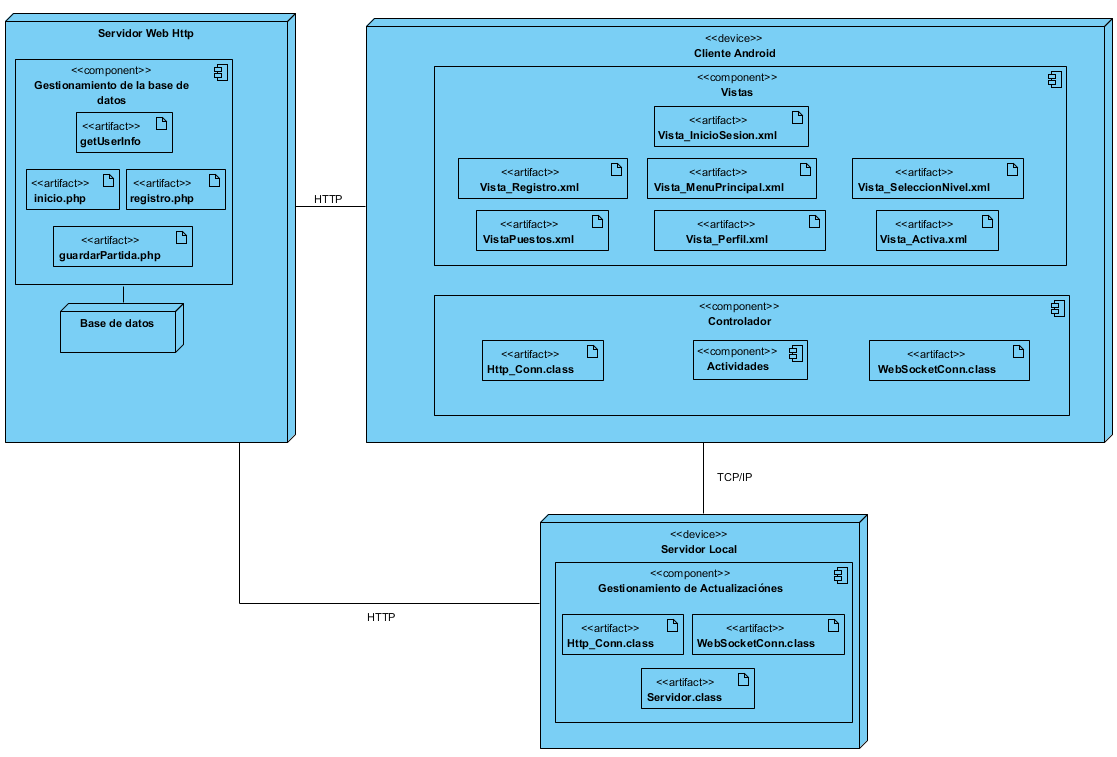 Servidor Web Http
<<component>>
Gestionamiento de la base de
datos
<<artifact>>
getUserInfo
<<artifact>>
inicio.php
<<artifact>>
registro.php
<<artifact>>
guardarPartida.php
Base de datos
HTTP
<<device>>
Cliente Android
<<component>>
Vistas
<<artifact>>
Vista_InicioSesion.xml
<<artifact>>
Vista_Registro.xml
<<artifact>>
Vista_MenuPrincipal.xml
<<artifact>>
Vista_SeleccionNivel.xml
<<artifact>>
VistaPuestos.xml
<<artifact>>
Vista_Perfil.xml
<<artifact>>
Vista_Activa.xml
<<component>>
Controlador
<<artifact>>
Http_Conn.class
<<component>>
Actividades
<<artifact>>
WebSocketConn.class
TCP/IP
HTTP
<<device>>
Servidor Local
<<component>>
Gestionamiento de Actualizaciónes
<<artifact>>
Http_Conn.class
<<artifact>>
WebSocketConn.class
<<artifact>>
Servidor.class